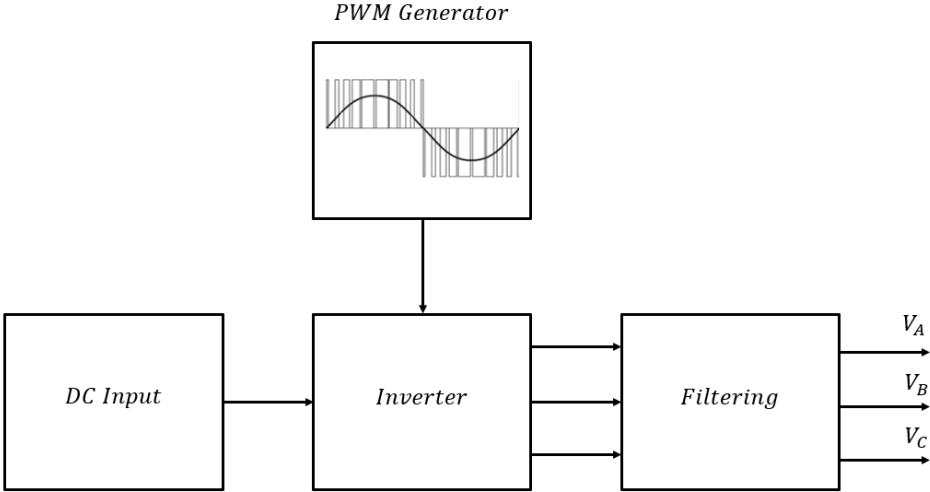 PWM Generator
DC Input
Inverter
Filtering
V_A
V_B
V_C